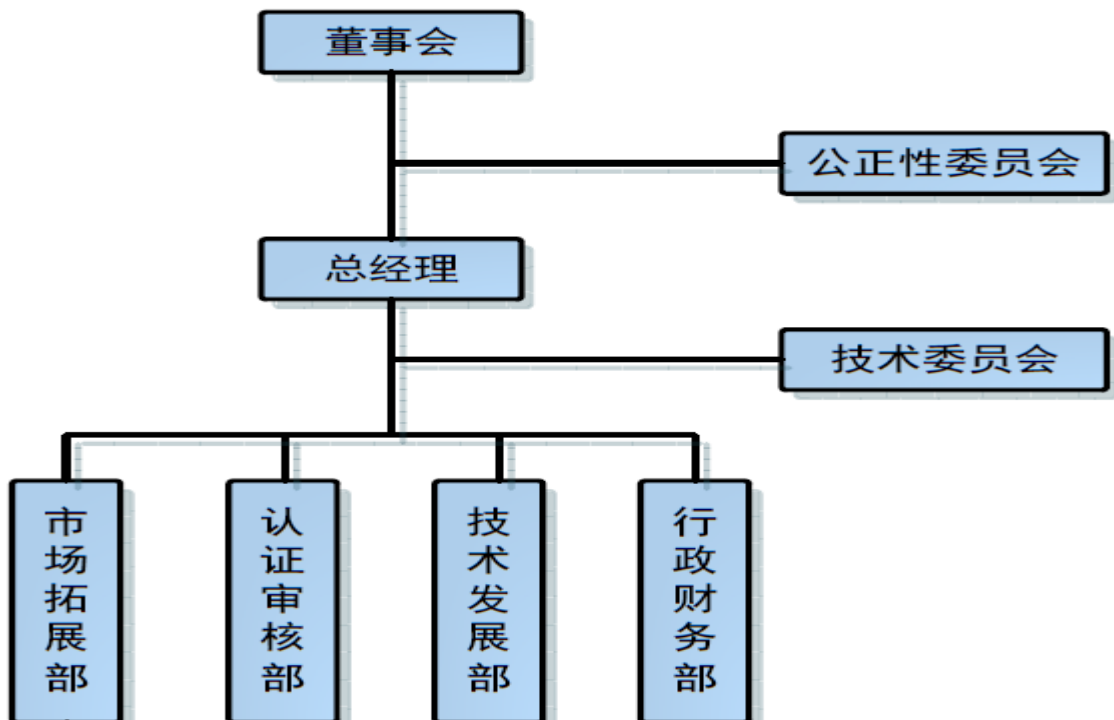 董事会
公正性委员会
总经理
技术委员会
市场拓展部
认证审核部
技术发展部
行政财务部